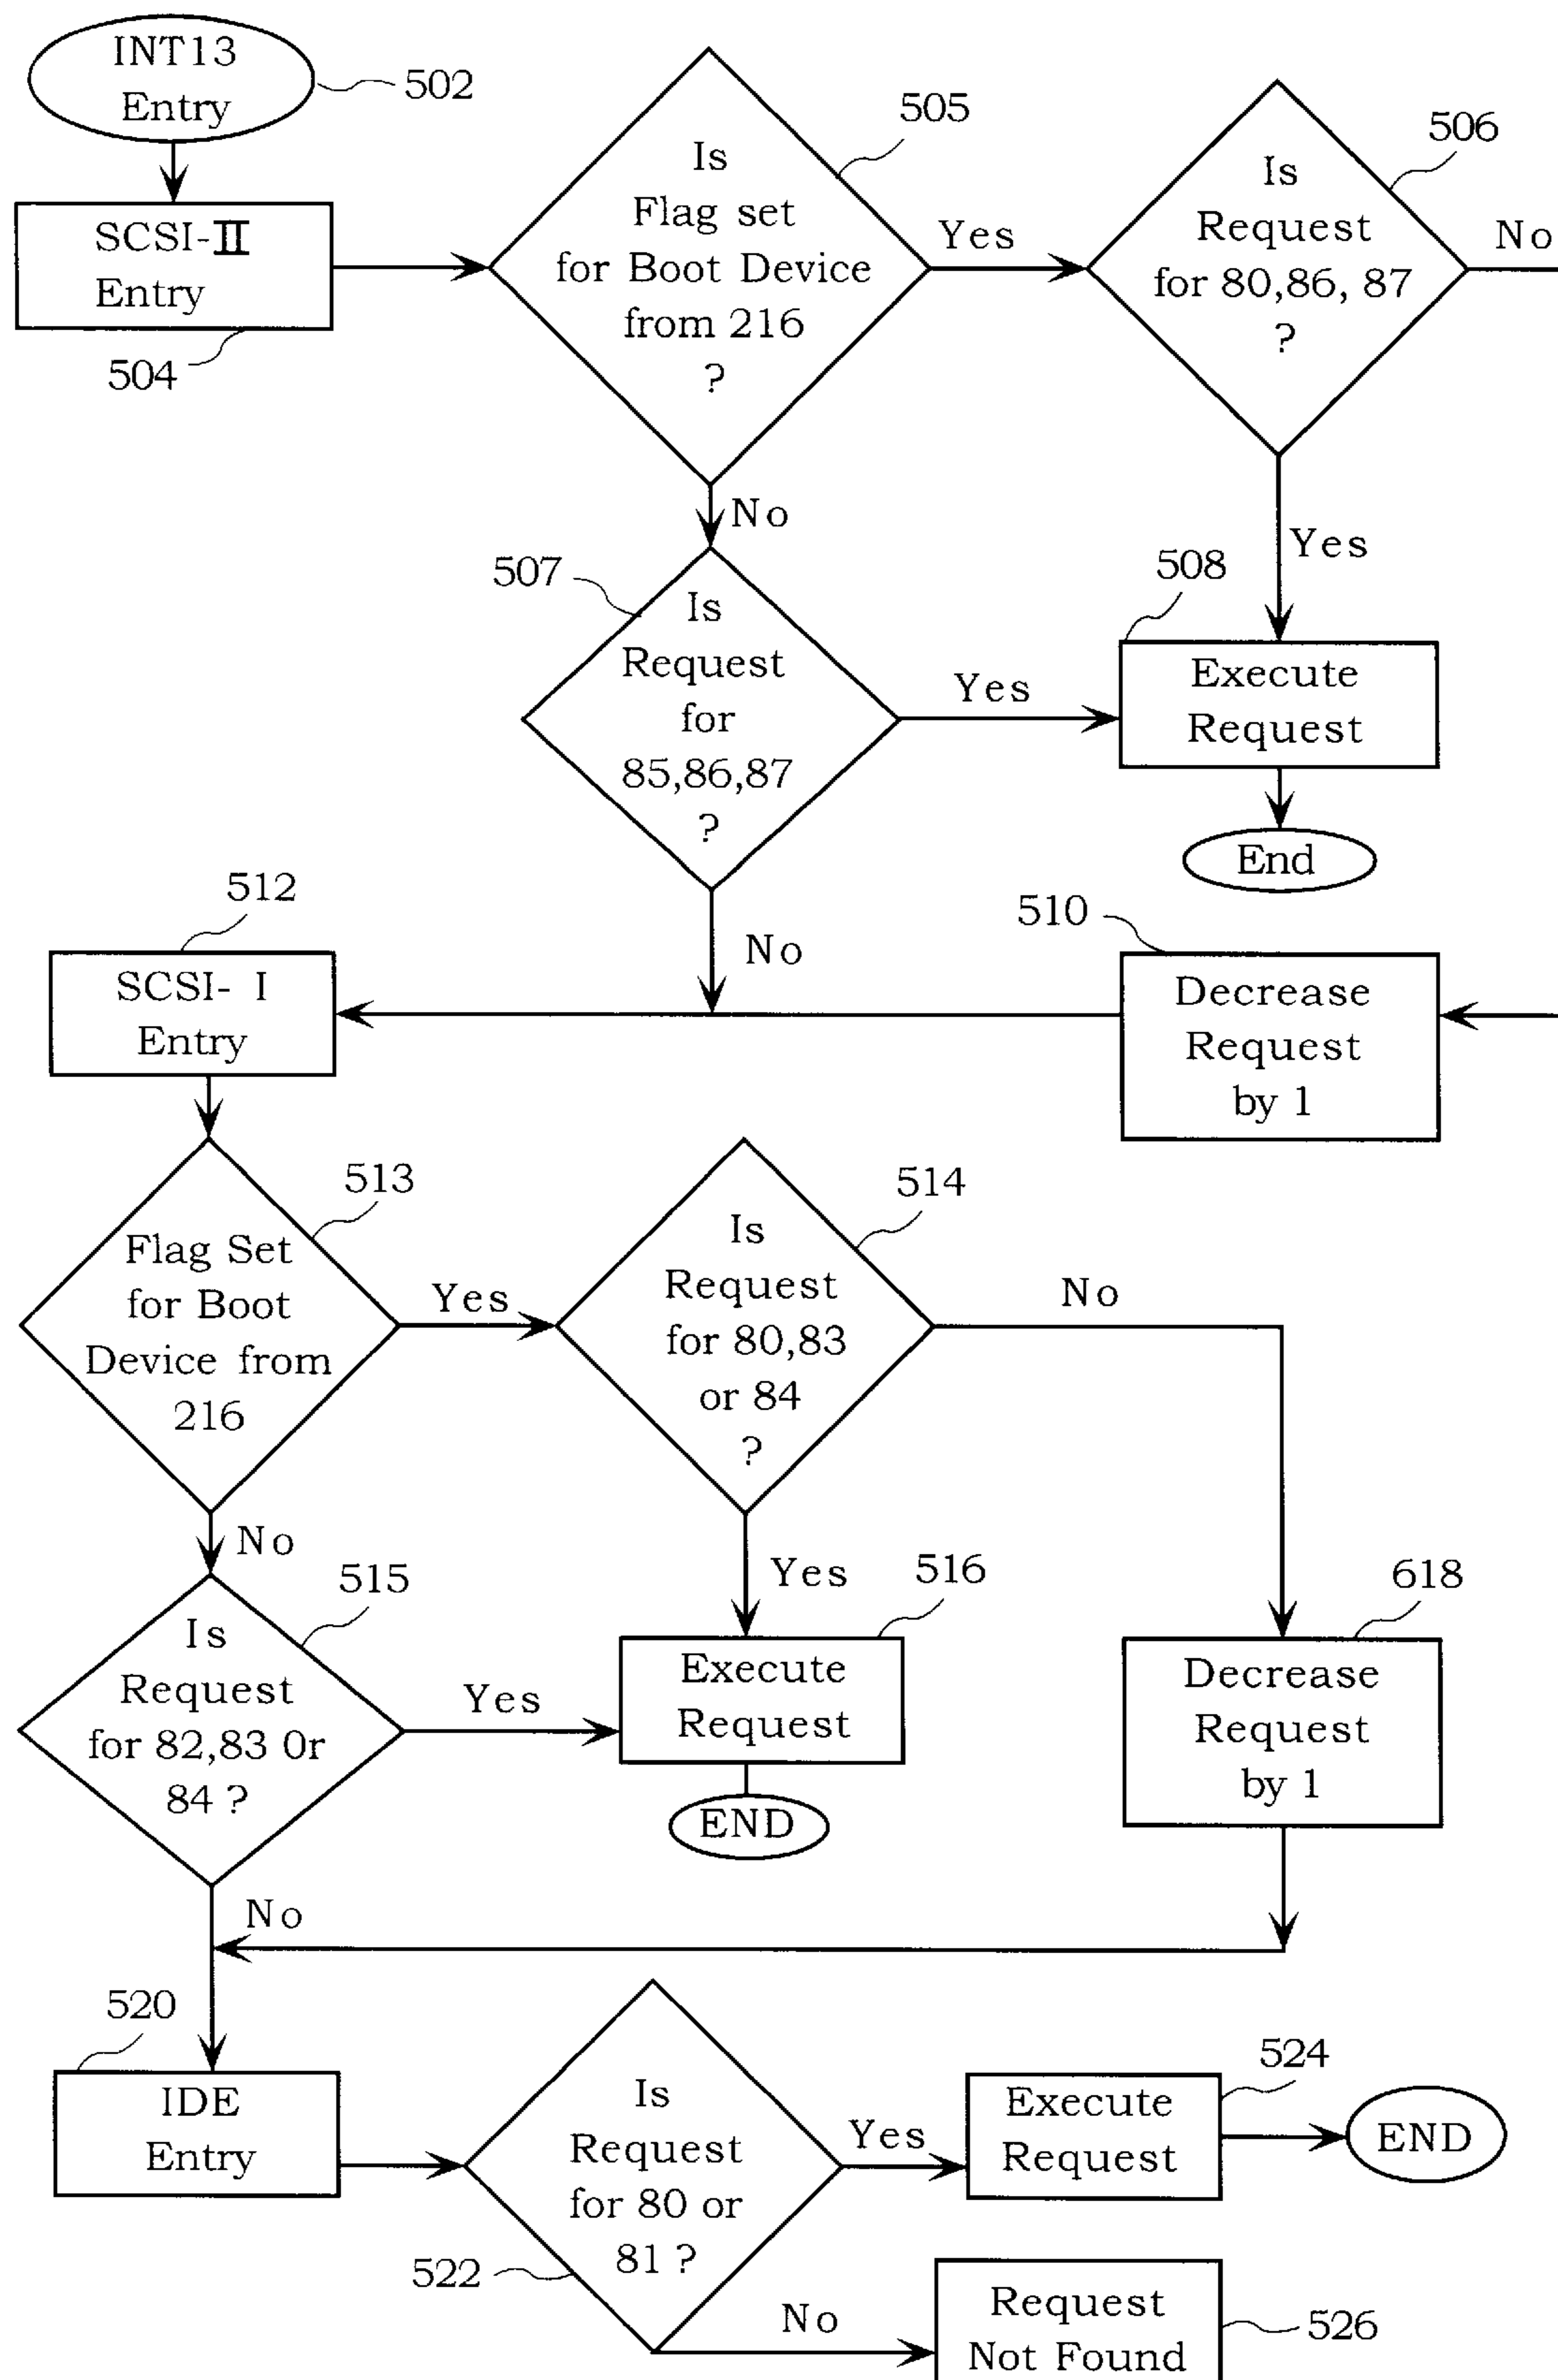 INT13
Entry
502
SCSI-II
Entry
504
Is
Flag set
for Boot Device
from 216
?
505
Yes
Is
Request
for 80,86, 87
?
506
No
No
Yes
507
Is
Request
for
85,86,87
?
Yes
508
Execute
Request
End
No
512
SCSI- I
Entry
510
Decrease
Request
by 1
513
Flag Set
for Boot
Device from
216
Yes
514
Is
Request
for 80,83
or 84
?
No
No
Yes
515
Is
Request
for 82,83 Or
84 ?
Yes
516
Execute
Request
END
618
Decrease
Request
by 1
No
520
IDE
Entry
Is
Request
for 80 or
81 ?
522
Yes
524
Execute
Request
END
No
Request
Not Found
526